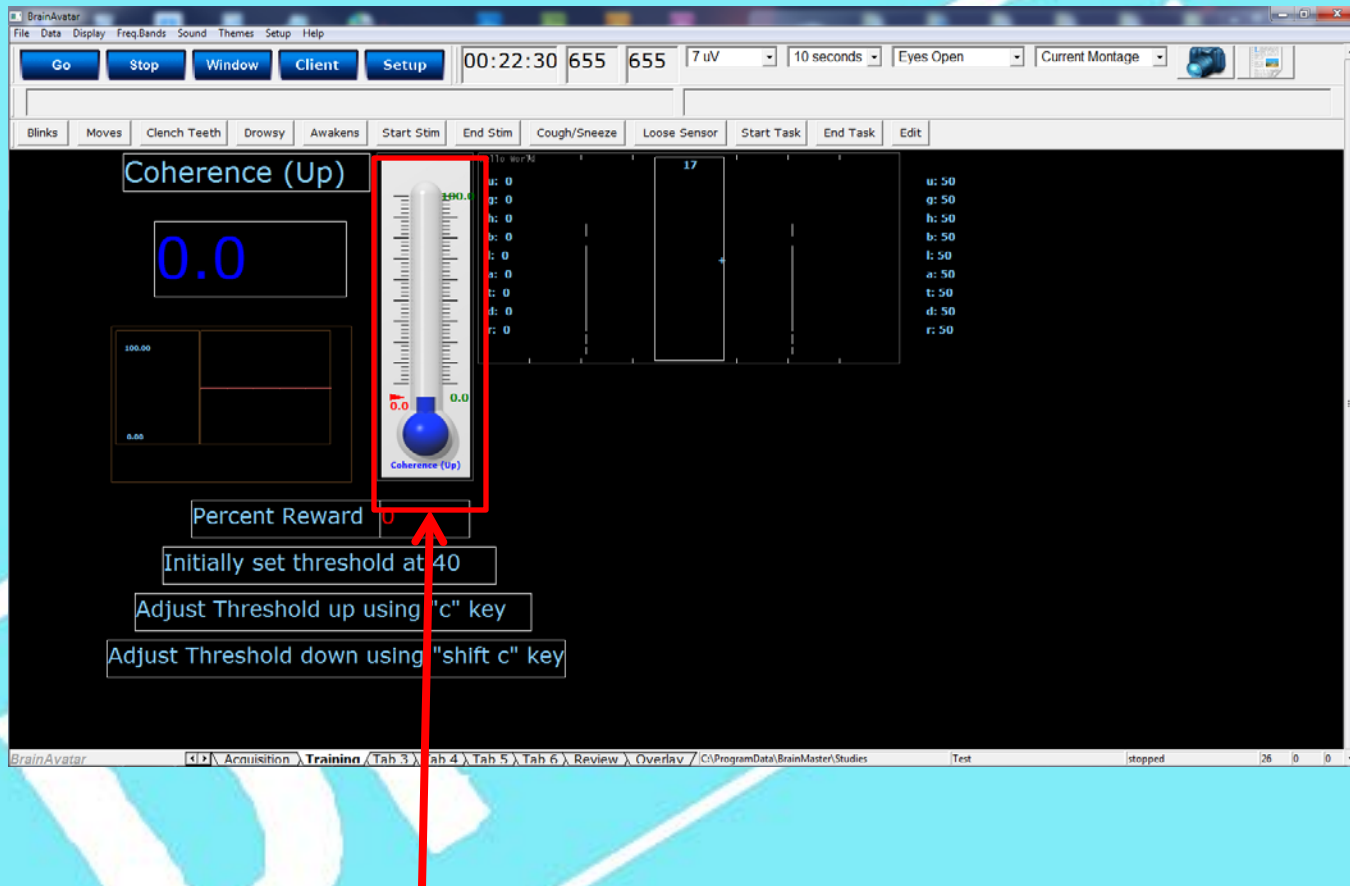 BrainAvatar
File Data Display Freq.Bands Sound Themes Setup Help
Go Stop Window Client Setup 00:22:30 655 655 7 uV 10 seconds Eyes Open Current Montage
Blinks Moves Clench Teeth Drowsy Awakens Start Stim End Stim Cough/Sneeze Loose Sensor Start Task End Task Edit
Coherence (Up)
0.0
100.00
0.00
100.0
0.0 0.0
Coherence (Up)
World
17
u: 0 u: 50
g: 0 g: 50
h: 0 h: 50
b: 0 b: 50
l: 0 l: 50
a: 0 a: 50
t: 0 t: 50
d: 0 d: 50
r: 0 r: 50
Percent Reward 0
Initially set threshold at 40
Adjust Threshold up using "c" key
Adjust Threshold down using "shift c" key
BrainAvatar Acquisition Training Tab 3 Tab 4 Tab 5 Tab 6 Review Overlay C:\ProgramData\BrainMaster\Studies Test stopped 26 0 0